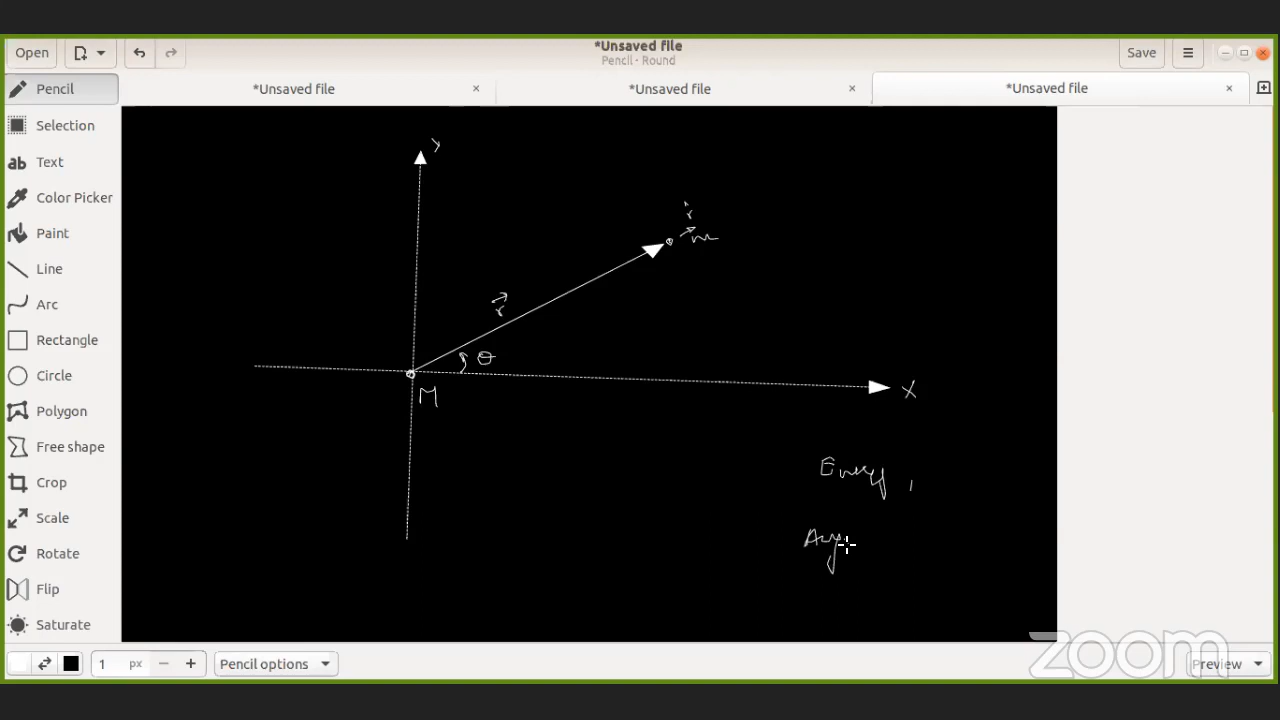 *Unsaved file
Pencil - Round
Open
Save
*Unsaved file × *Unsaved file × *Unsaved file ×
Pencil
Selection
Text
Color Picker
Paint
Line
Arc
Rectangle
Circle
Polygon
Free shape
Crop
Scale
Rotate
Flip
Saturate
Y
r̂
m
r⃗
θ
M
X
Energy ,
Ang
1 px − +
Pencil options
Preview
zoom